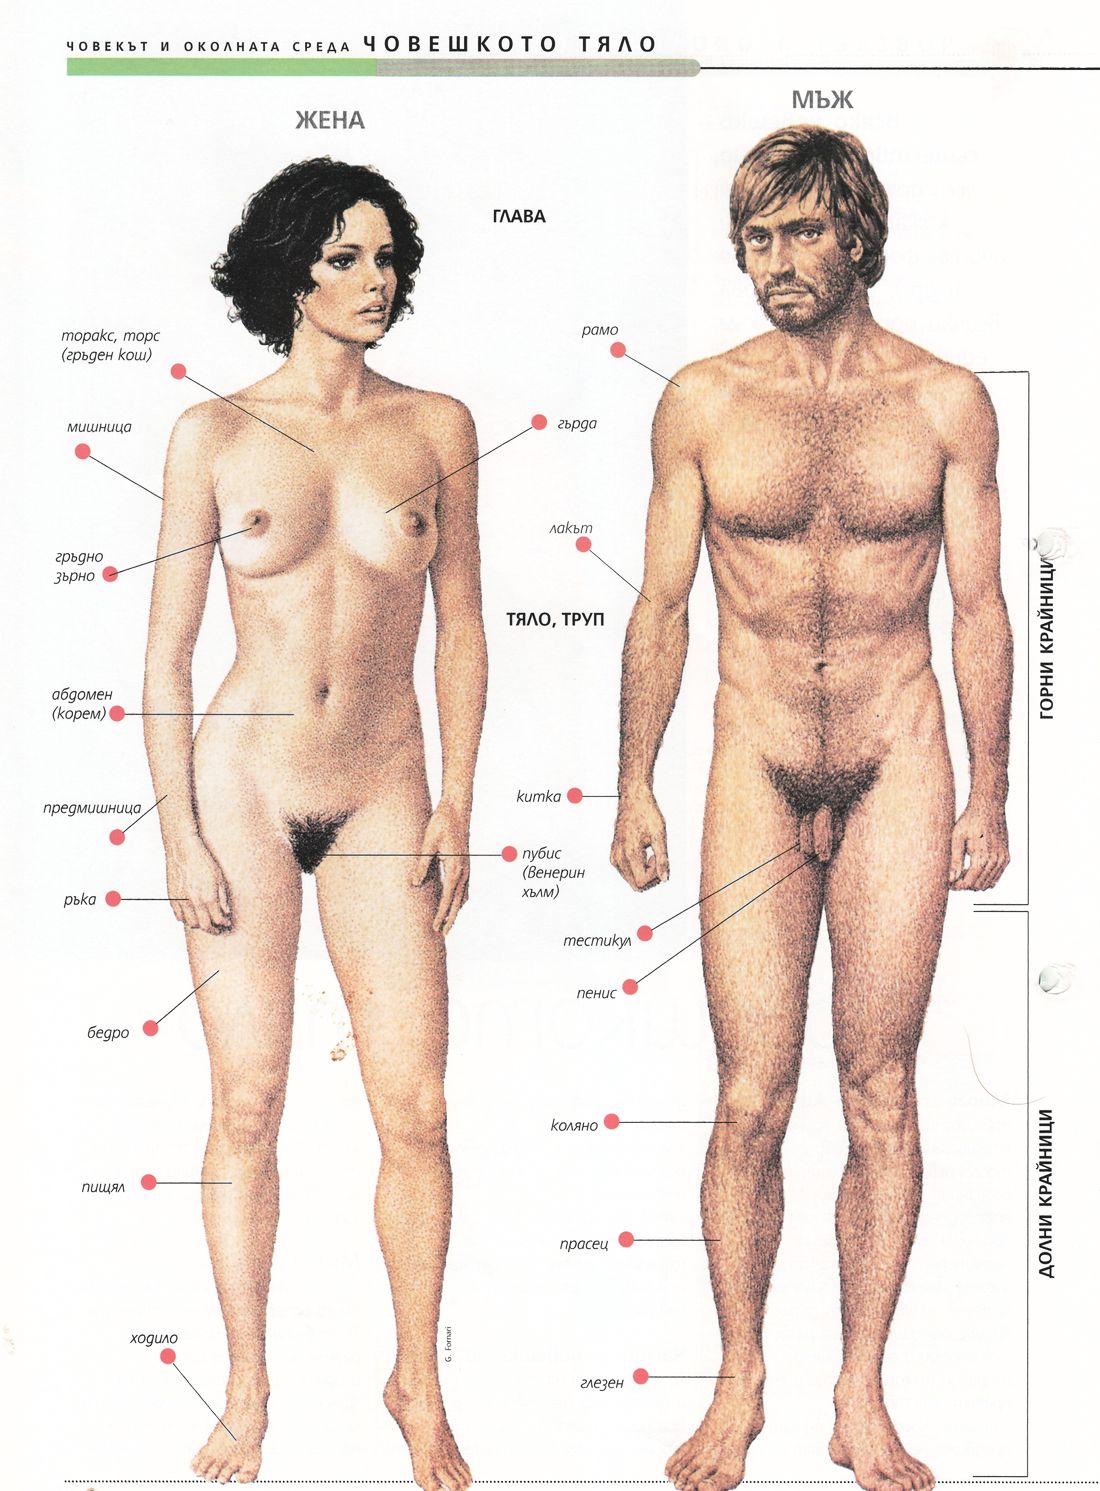 ЧОВЕКЪТ И ОКОЛНАТА СРЕДА ЧОВЕШКОТО ТЯЛО
ЖЕНА
МЪЖ
ГЛАВА
торакс, торс
(гръден кош)
рамо
мишница
гърда
лакът
гръдно
зърно
ТЯЛО, ТРУП
ГОРНИ КРАЙНИЦИ
абдомен
(корем)
китка
предмишница
пубис
(Венерин
хълм)
ръка
тестикул
пенис
бедро
коляно
пищял
прасец
ДОЛНИ КРАЙНИЦИ
ходило
G. Fornari
глезен